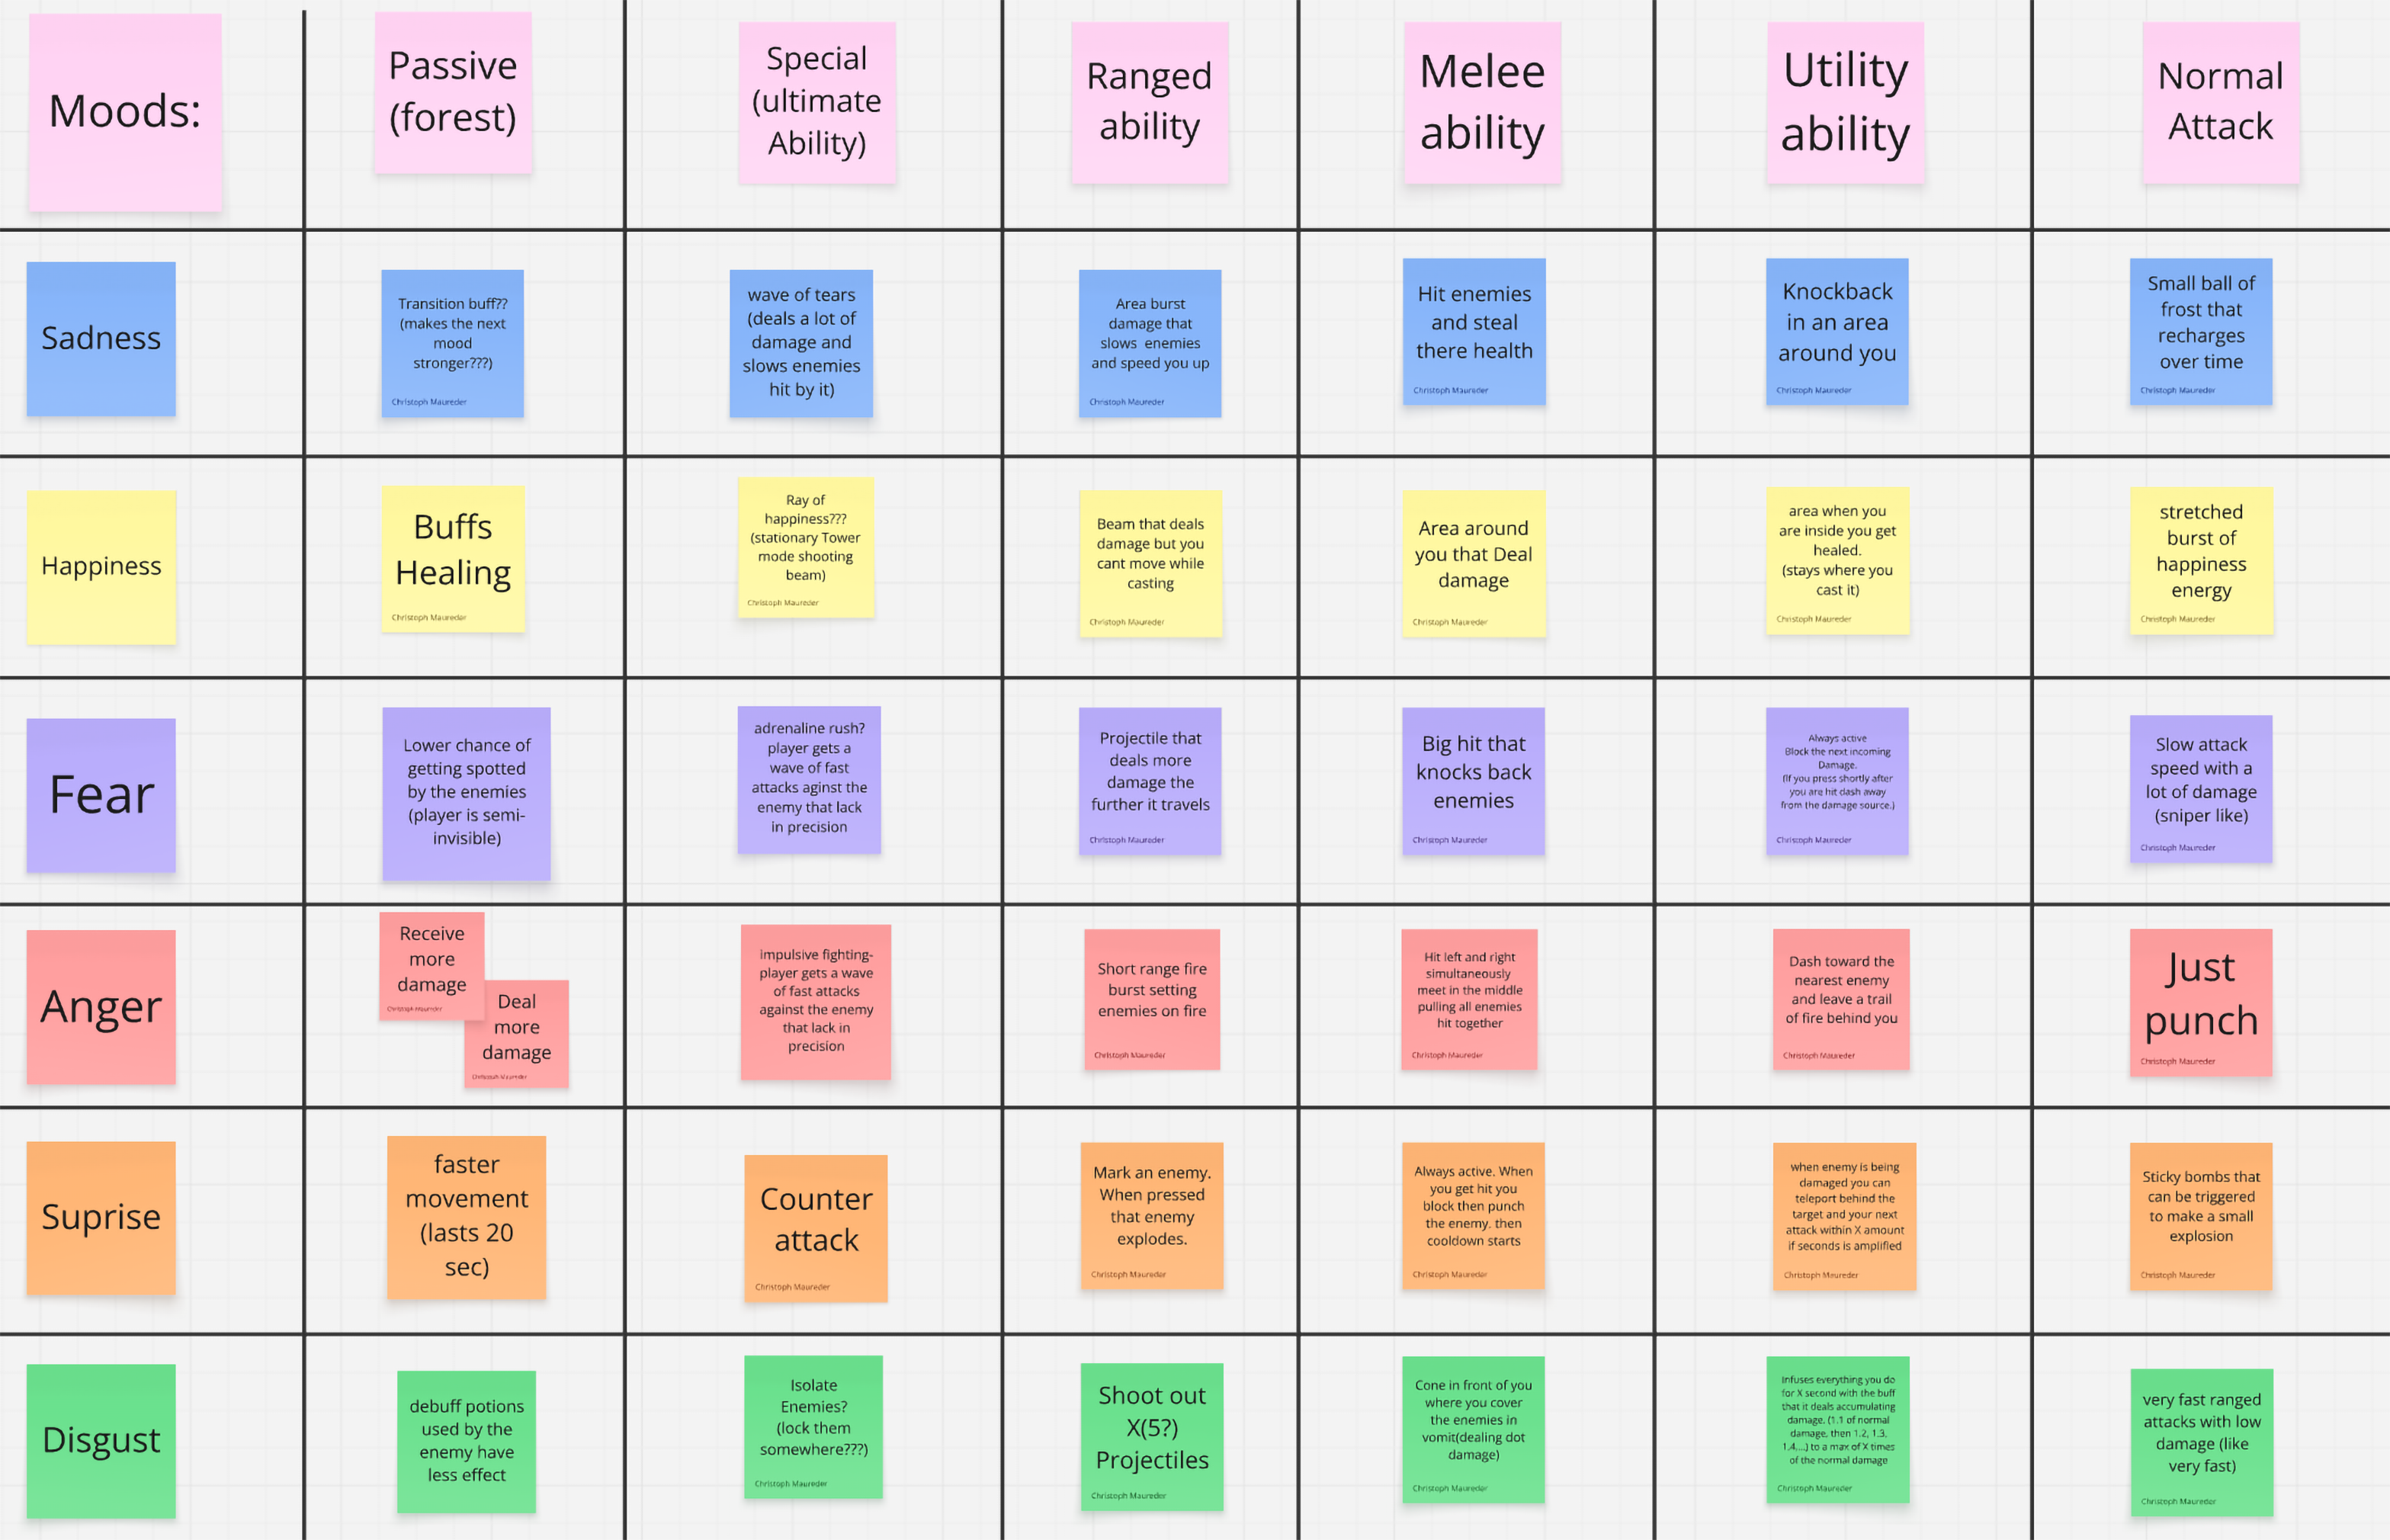 Moods:
Passive
(forest)
Special
(ultimate
Ability)
Ranged
ability
Melee
ability
Utility
ability
Normal
Attack
Sadness
Transition buff??
(makes the next
mood
stronger???)
Christoph Maureder
wave of tears
(deals a lot of
damage and
slows enemies
hit by it)
Area burst
damage that
slows enemies
and speed you up
Christoph Maureder
Hit enemies
and steal
there health
Christoph Maureder
Knockback
in an area
around you
Christoph Maureder
Small ball of
frost that
recharges
over time
Christoph Maureder
Happiness
Buffs
Healing
Christoph Maureder
Ray of
happiness???
(stationary Tower
mode shooting
beam)
Christoph Maureder
Beam that deals
damage but you
cant move while
casting
Christoph Maureder
Area around
you that Deal
damage
Christoph Maureder
area when you
are inside you get
healed.
(stays where you
cast it)
Christoph Maureder
stretched
burst of
happiness
energy
Christoph Maureder
Fear
Lower chance of
getting spotted
by the enemies
(player is semi-
invisible)
adrenaline rush?
player gets a
wave of fast
attacks aginst the
enemy that lack
in precision
Projectile that
deals more
damage the
further it travels
Christoph Maureder
Big hit that
knocks back
enemies
Christoph Maureder
Always active
Block the next incoming
Damage.
(If you press shortly after
you are hit dash away
from the damage source.)
Christoph Maureder
Slow attack
speed with a
lot of damage
(sniper like)
Christoph Maureder
Anger
Receive
more
damage
Christoph Maureder
Deal
more
damage
Christoph Maureder
Impulsive fighting-
player gets a wave
of fast attacks
against the enemy
that lack in
precision
Short range fire
burst setting
enemies on fire
Christoph Maureder
Hit left and right
simultaneously
meet in the middle
pulling all enemies
hit together
Christoph Maureder
Dash toward the
nearest enemy
and leave a trail
of fire behind you
Christoph Maureder
Just
punch
Christoph Maureder
Suprise
faster
movement
(lasts 20
sec)
Counter
attack
Christoph Maureder
Mark an enemy.
When pressed
that enemy
explodes.
Christoph Maureder
Always active. When
you get hit you
block then punch
the enemy. then
cooldown starts
Christoph Maureder
when enemy is being
damaged you can
teleport behind the
target and your next
attack within X amount
if seconds is amplified
Christoph Maureder
Sticky bombs that
can be triggered
to make a small
explosion
Christoph Maureder
Disgust
debuff potions
used by the
enemy have
less effect
Isolate
Enemies?
(lock them
somewhere???)
Christoph Maureder
Shoot out
X(5?)
Projectiles
Christoph Maureder
Cone in front of you
where you cover
the enemies in
vomit(dealing dot
damage)
Christoph Maureder
Infuses everything you do
for X second with the buff
that it deals accumulating
damage. (1.1 of normal
damage, then 1.2, 1.3,
1.4,...) to a max of X times
of the normal damage
Christoph Maureder
very fast ranged
attacks with low
damage (like
very fast)
Christoph Maureder